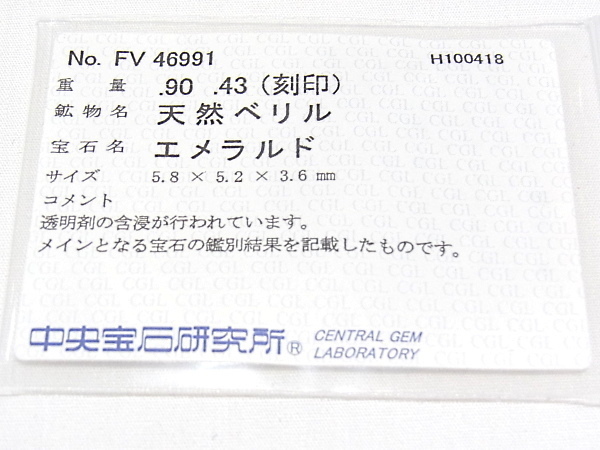 No. FV 46991 H100418
重 量 .90 .43 (刻印)
鉱物名 天然ベリル
宝石名 エメラルド
サイズ 5.8 × 5.2 × 3.6 mm
コメント
透明剤の含浸が行われています。
メインとなる宝石の鑑別結果を記載したものです。
中央宝石研究所® CENTRAL GEM
LABORATORY